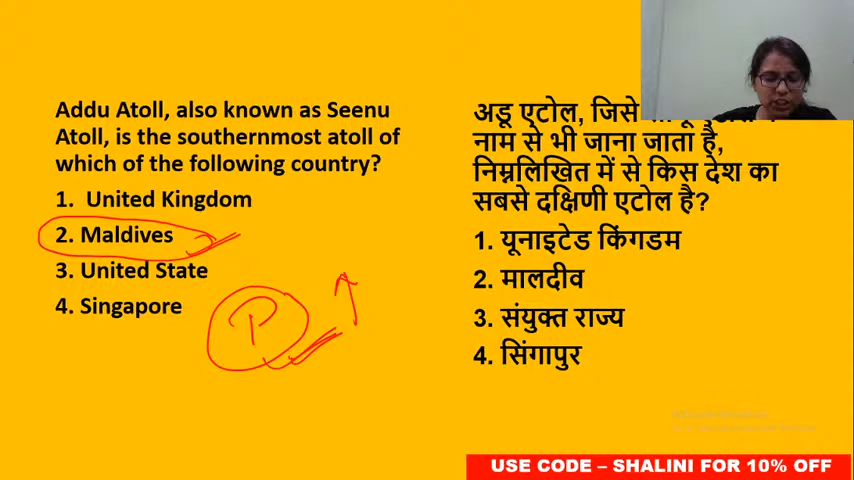 Addu Atoll, also known as Seenu
Atoll, is the southernmost atoll of
which of the following country?
1. United Kingdom
2. Maldives
3. United State
4. Singapore
P
अडू एटोल, जिसे
नाम से भी जाना जाता है,
निम्नलिखित में से किस देश का
सबसे दक्षिणी एटोल है?
1. यूनाइटेड किंगडम
2. मालदीव
3. संयुक्त राज्य
4. सिंगापुर
USE CODE – SHALINI FOR 10% OFF